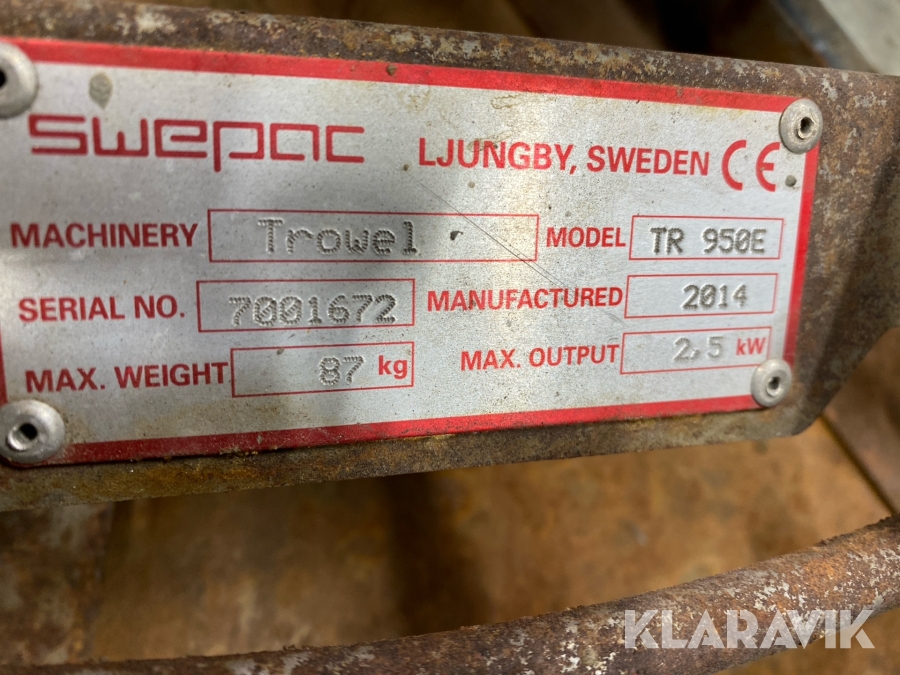 swepac LJUNGBY, SWEDEN CE
MACHINERY Trowel MODEL TR 950E
SERIAL NO. 7001672 MANUFACTURED 2014
MAX. WEIGHT 87 kg MAX. OUTPUT 2,5 kW
KLARAVIK